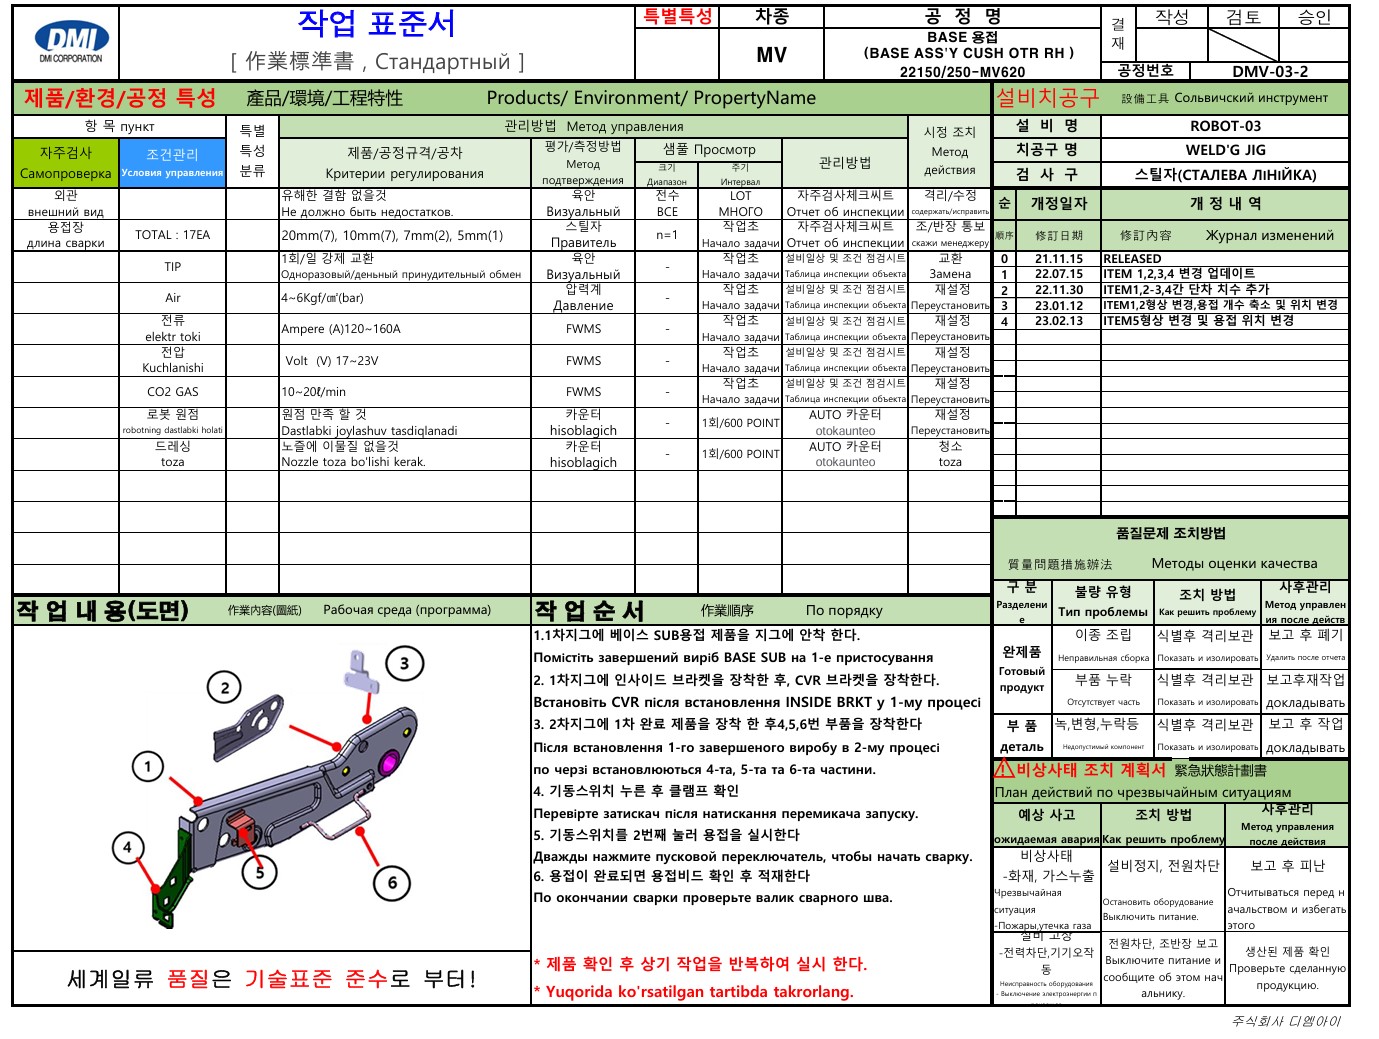 DMI
DMI CORPORATION
작업 표준서
[ 作業標準書 , Стандартный ]
특별특성
차종
MV
공 정 명
BASE 용접
(BASE ASS'Y CUSH OTR RH )
22150/250-MV620
결
재
작성
검토
승인
공정번호
DMV-03-2
제품/환경/공정 특성 產品/環境/工程特性 Products/ Environment/ PropertyName
항 목 пункт
특별
특성
분류
관리방법 Метод управления
시정 조치
Метод
действия
자주검사
Самопроверка
조건관리
Условия управления
제품/공정규격/공차
Критерии регулирования
평가/측정방법
Метод
подтверждения
샘플 Просмотр
크기
Диапазон
주기
Интервал
관리방법
외관
внешний вид
유해한 결함 없을것
Не должно быть недостатков.
육안
Визуальный
전수
ВСЕ
LOT
МНОГО
자주검사체크씨트
Отчет об инспекции
격리/수정
содержать/исправить
용접장
длина сварки
TOTAL : 17EA
20mm(7), 10mm(7), 7mm(2), 5mm(1)
스틸자
Правитель
n=1
작업초
Начало задачи
자주검사체크씨트
Отчет об инспекции
조/반장 통보
скажи менеджеру
TIP
1회/일 강제 교환
Одноразовый/деньный принудительный обмен
육안
Визуальный
-
작업초
Начало задачи
설비일상 및 조건 점검시트
Таблица инспекции объекта
교환
Замена
Air
4~6Kgf/㎠(bar)
압력계
Давление
-
작업초
Начало задачи
설비일상 및 조건 점검시트
Таблица инспекции объекта
재설정
Переустановить
전류
elektr toki
Ampere (A)120~160A
FWMS
-
작업초
Начало задачи
설비일상 및 조건 점검시트
Таблица инспекции объекта
재설정
Переустановить
전압
Kuchlanishi
Volt (V) 17~23V
FWMS
-
작업초
Начало задачи
설비일상 및 조건 점검시트
Таблица инспекции объекта
재설정
Переустановить
CO2 GAS
10~20ℓ/min
FWMS
-
작업초
Начало задачи
설비일상 및 조건 점검시트
Таблица инспекции объекта
재설정
Переустановить
로봇 원점
robotning dastlabki holati
원점 만족 할 것
Dastlabki joylashuv tasdiqlanadi
카운터
hisoblagich
-
1회/600 POINT
AUTO 카운터
otokaunteo
재설정
Переустановить
드레싱
toza
노즐에 이물질 없을것
Nozzle toza bo'lishi kerak.
카운터
hisoblagich
-
1회/600 POINT
AUTO 카운터
otokaunteo
청소
toza
설비치공구 設備工具 Сольвичский инструмент
설 비 명
ROBOT-03
치공구 명
WELD'G JIG
검 사 구
스틸자(СТАЛЕВА ЛІНІЙКА)
순
개정일자
개 정 내 역
順序
修訂日期
修訂內容 Журнал изменений
0 21.11.15 RELEASED
1 22.07.15 ITEM 1,2,3,4 변경 업데이트
2 22.11.30 ITEM1,2-3,4간 단차 치수 추가
3 23.01.12 ITEM1,2형상 변경,용접 개수 축소 및 위치 변경
4 23.02.13 ITEM5형상 변경 및 용접 위치 변경
품질문제 조치방법
質量問題措施辦法 Методы оценки качества
구 분
Разделени
е
불량 유형
Тип проблемы
조치 방법
Как решить проблему
사후관리
Метод управлен
ия после действ
완제품
Готовый
продукт
이종 조립
Неправильная сборка
식별후 격리보관
Показать и изолировать
보고 후 폐기
Удалить после отчета
부품 누락
Отсутствует часть
식별후 격리보관
Показать и изолировать
보고후재작업
докладывать
부 품
деталь
녹,변형,누락등
Недопустимый компонент
식별후 격리보관
Показать и изолировать
보고 후 작업
докладывать
비상사태 조치 계획서 緊急狀態計劃書
План действий по чрезвычайным ситуациям
예상 사고
ожидаемая авария
조치 방법
Как решить проблему
사후관리
Метод управления
после действия
비상사태
-화재, 가스누출
Чрезвычайная
ситуация
-Пожары,утечка газа
설비정지, 전원차단
Остановить оборудование
Выключить питание.
보고 후 피난
Отчитываться перед н
ачальством и избегать
этого
설비 고장
-전력차단,기기오작
동
Неисправность оборудования
- Выключение электроэнергии п
전원차단, 조반장 보고
Выключите питание и
сообщите об этом нач
альнику.
생산된 제품 확인
Проверьте сделанную
продукцию.
작 업 내 용(도면) 作業內容(圖紙) Рабочая среда (программа)
1
2
3
4
5
6
세계일류 품질은 기술표준 준수로 부터!
작 업 순 서 作業順序 По порядку
1.1차지그에 베이스 SUB용접 제품을 지그에 안착 한다.
Помістіть завершений виріб BASE SUB на 1-е пристосування
2. 1차지그에 인사이드 브라켓을 장착한 후, CVR 브라켓을 장착한다.
Встановіть CVR після встановлення INSIDE BRKT у 1-му процесі
3. 2차지그에 1차 완료 제품을 장착 한 후4,5,6번 부품을 장착한다
Після встановлення 1-го завершеного виробу в 2-му процесі
по черзі встановлюються 4-та, 5-та та 6-та частини.
4. 기동스위치 누른 후 클램프 확인
Перевірте затискач після натискання перемикача запуску.
5. 기동스위치를 2번째 눌러 용접을 실시한다
Дважды нажмите пусковой переключатель, чтобы начать сварку.
6. 용접이 완료되면 용접비드 확인 후 적재한다
По окончании сварки проверьте валик сварного шва.
* 제품 확인 후 상기 작업을 반복하여 실시 한다.
* Yuqorida ko'rsatilgan tartibda takrorlang.
주식회사 디엠아이